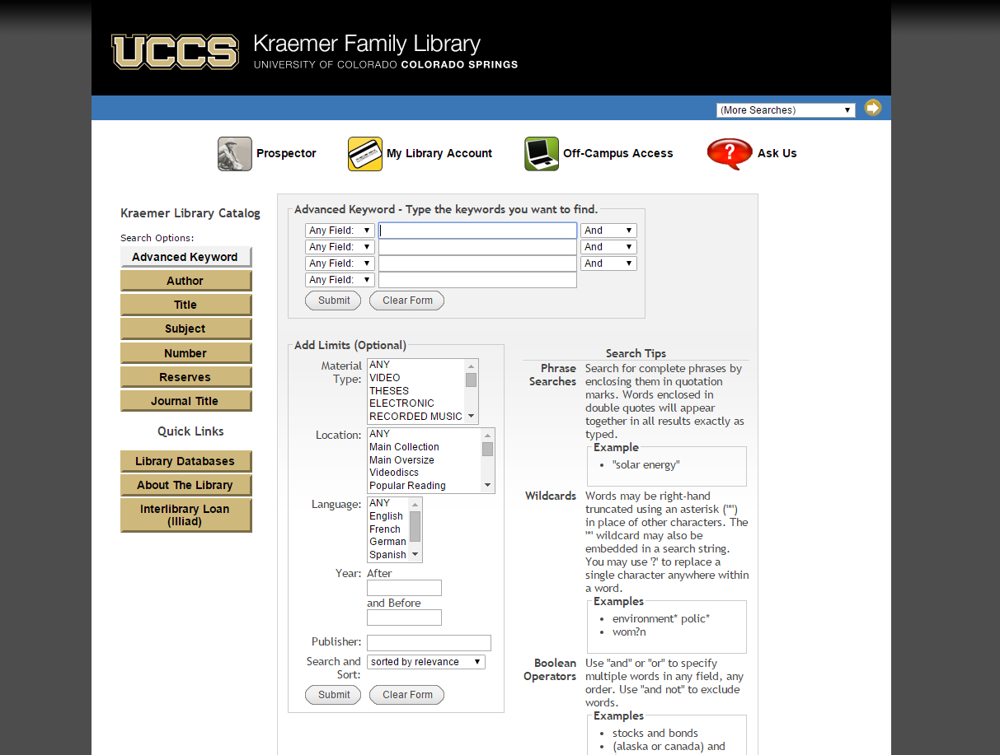 UCCS
Kraemer Family Library
UNIVERSITY OF COLORADO COLORADO SPRINGS
(More Searches)
Prospector
My Library Account
Off-Campus Access
? Ask Us
Kraemer Library Catalog
Search Options:
Advanced Keyword
Author
Title
Subject
Number
Reserves
Journal Title
Quick Links
Library Databases
About The Library
Interlibrary Loan
(Illiad)
Advanced Keyword - Type the keywords you want to find.
Any Field: And
Any Field: And
Any Field: And
Any Field:
Submit Clear Form
Add Limits (Optional)
Material
Type:
ANY
VIDEO
THESES
ELECTRONIC
RECORDED MUSIC
Location:
ANY
Main Collection
Main Oversize
Videodiscs
Popular Reading
Language:
ANY
English
French
German
Spanish
Year: After
and Before
Publisher:
Search and
Sort:
sorted by relevance
Submit Clear Form
Search Tips
Phrase
Searches
Search for complete phrases by
enclosing them in quotation
marks. Words enclosed in
double quotes will appear
together in all results exactly as
typed.
Example
• "solar energy"
Wildcards
Words may be right-hand
truncated using an asterisk ('*')
in place of other characters. The
'*' wildcard may also be
embedded in a search string.
You may use '?' to replace a
single character anywhere within
a word.
Examples
• environment* polic*
• wom?n
Boolean
Operators
Use "and" or "or" to specify
multiple words in any field, any
order. Use "and not" to exclude
words.
Examples
• stocks and bonds
• (alaska or canada) and